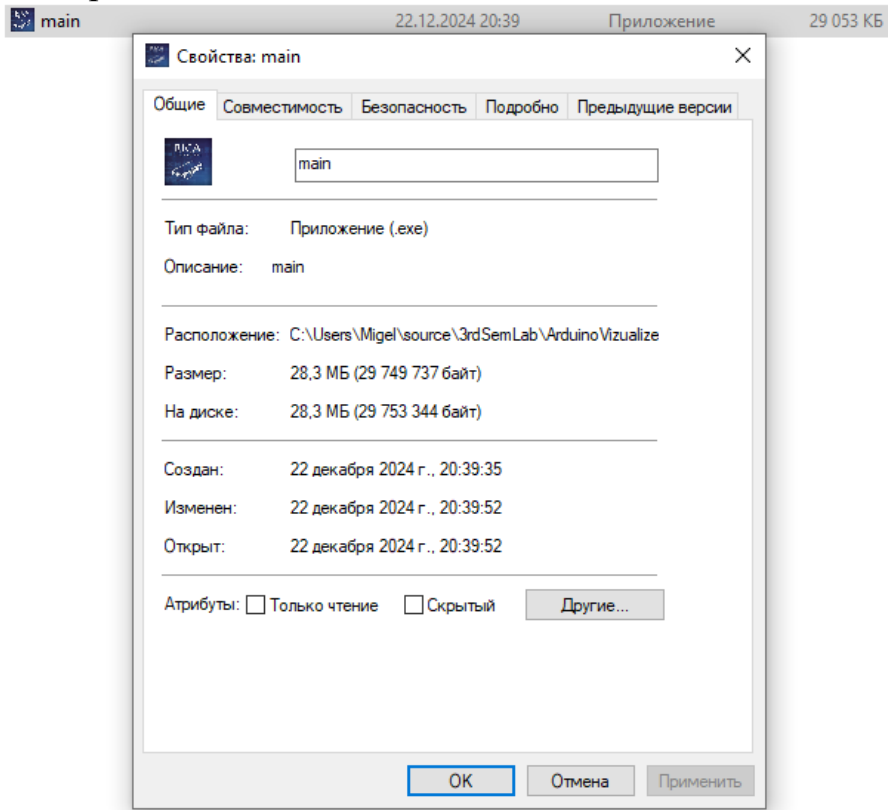 main 22.12.2024 20:39 Приложение 29 053 КБ
Свойства: main
Общие Совместимость Безопасность Подробно Предыдущие версии
main
Тип файла: Приложение (.exe)
Описание: main
Расположение: C:\Users\Migel\source\3rdSemLab\ArduinoVizualize
Размер: 28,3 МБ (29 749 737 байт)
На диске: 28,3 МБ (29 753 344 байт)
Создан: 22 декабря 2024 г., 20:39:35
Изменен: 22 декабря 2024 г., 20:39:52
Открыт: 22 декабря 2024 г., 20:39:52
Атрибуты: Только чтение Скрытый Другие...
OK Отмена Применить